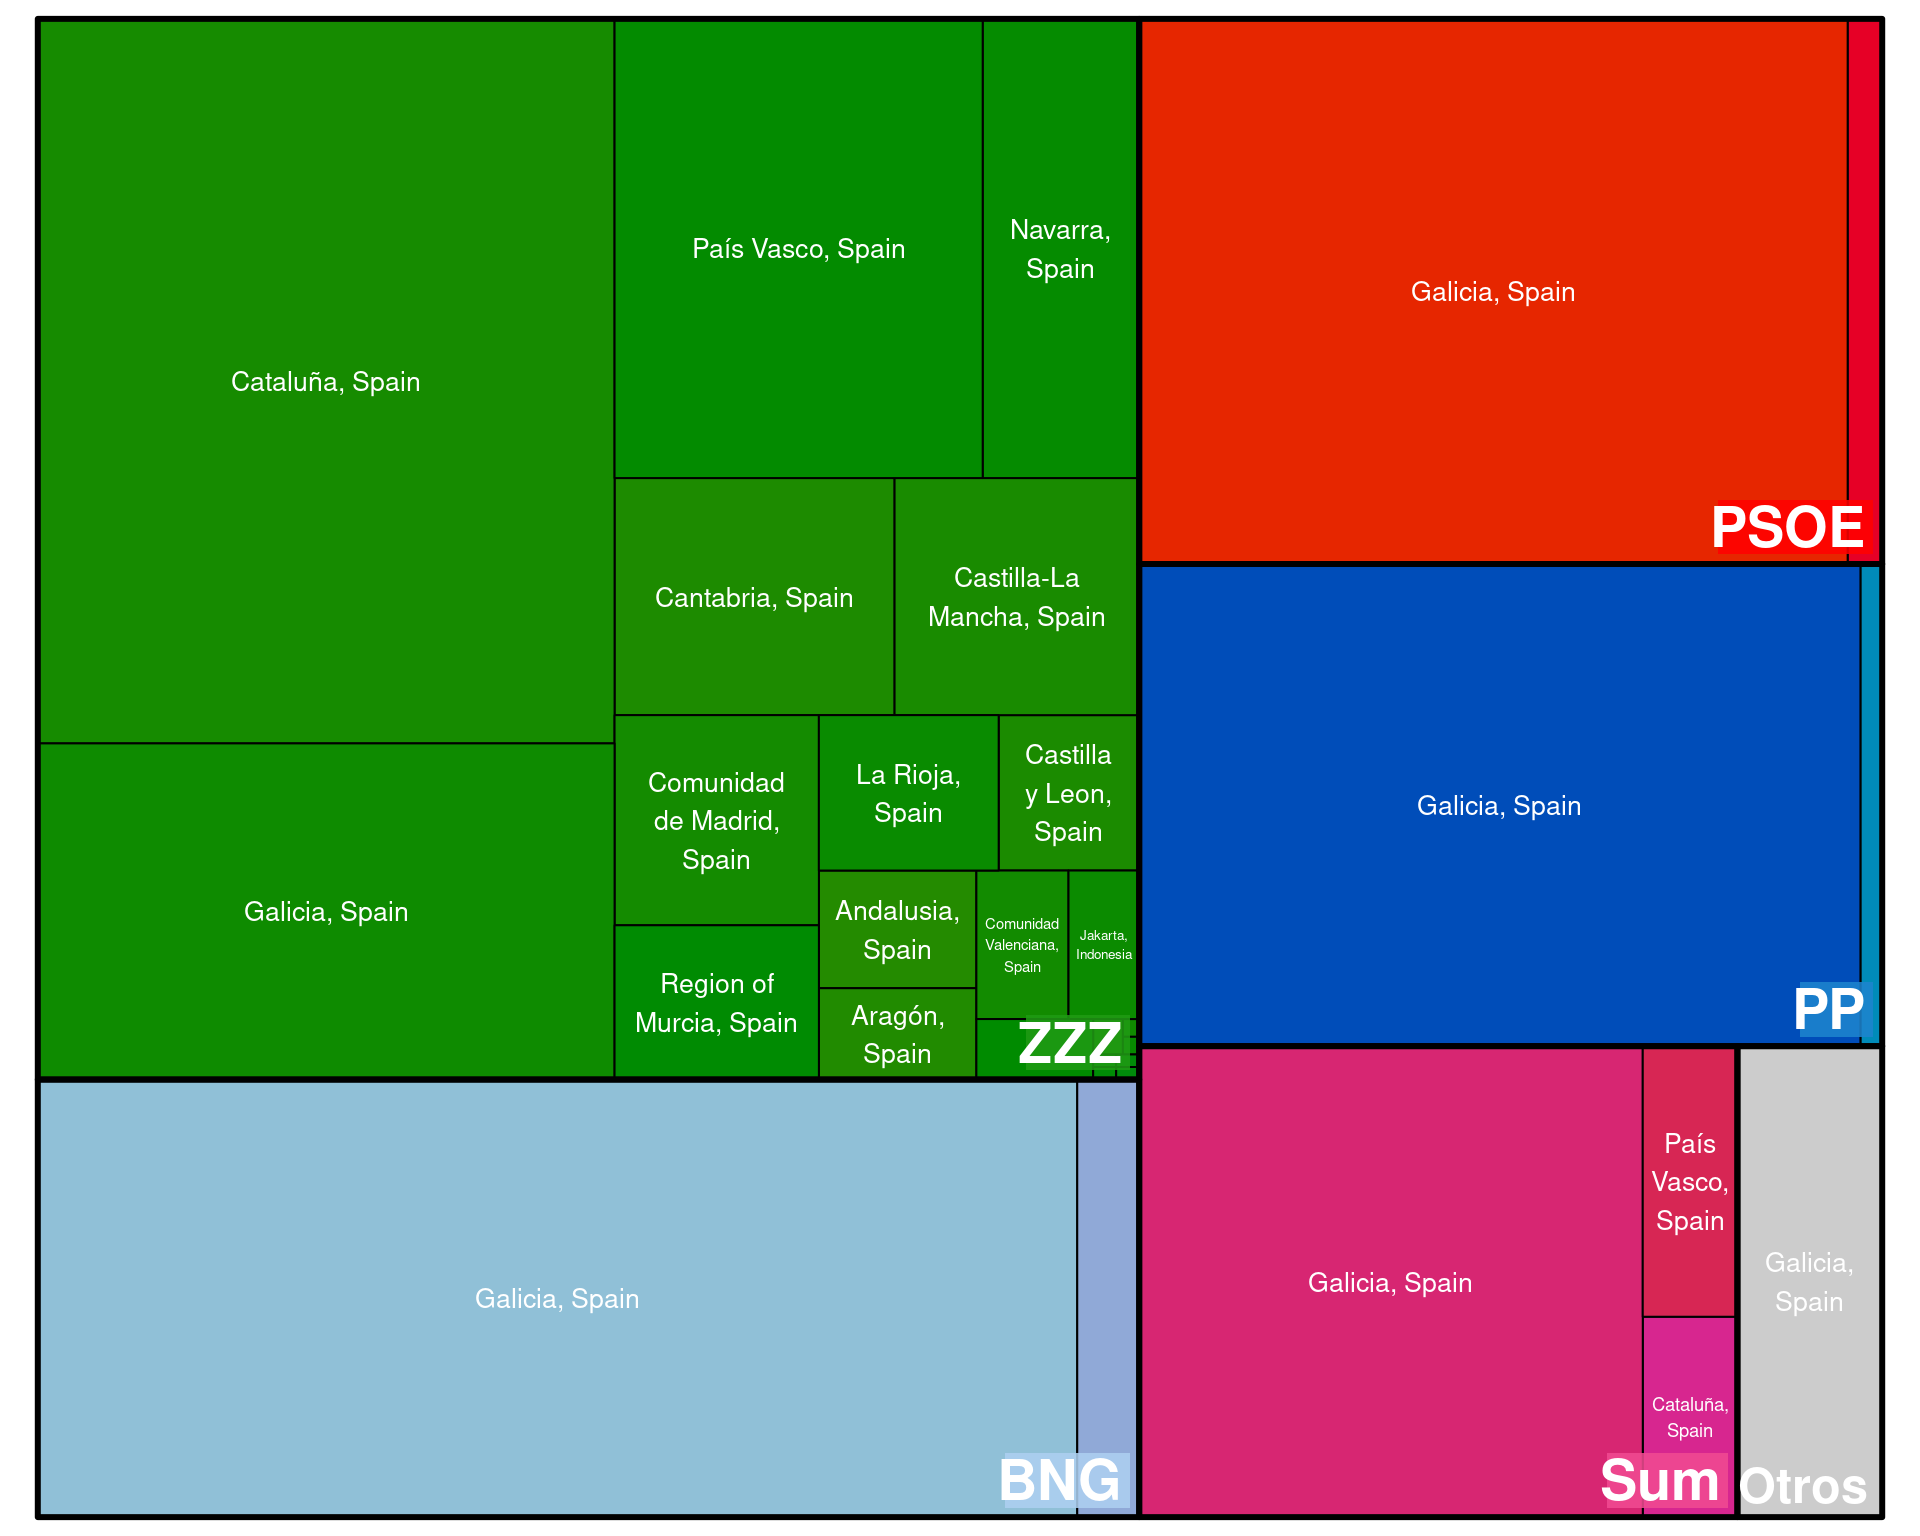 Cataluña, Spain
País Vasco, Spain
Navarra,
Spain
Cantabria, Spain
Castilla-La
Mancha, Spain
Galicia, Spain
Comunidad
de Madrid,
Spain
La Rioja,
Spain
Castilla
y Leon,
Spain
Region of
Murcia, Spain
Andalusia,
Spain
Aragón,
Spain
Comunidad
Valenciana,
Spain
Jakarta,
Indonesia
ZZZ
Galicia, Spain
BNG
Galicia, Spain
PSOE
Galicia, Spain
PP
Galicia, Spain
País
Vasco,
Spain
Cataluña,
Spain
Sum
Galicia,
Spain
Otros